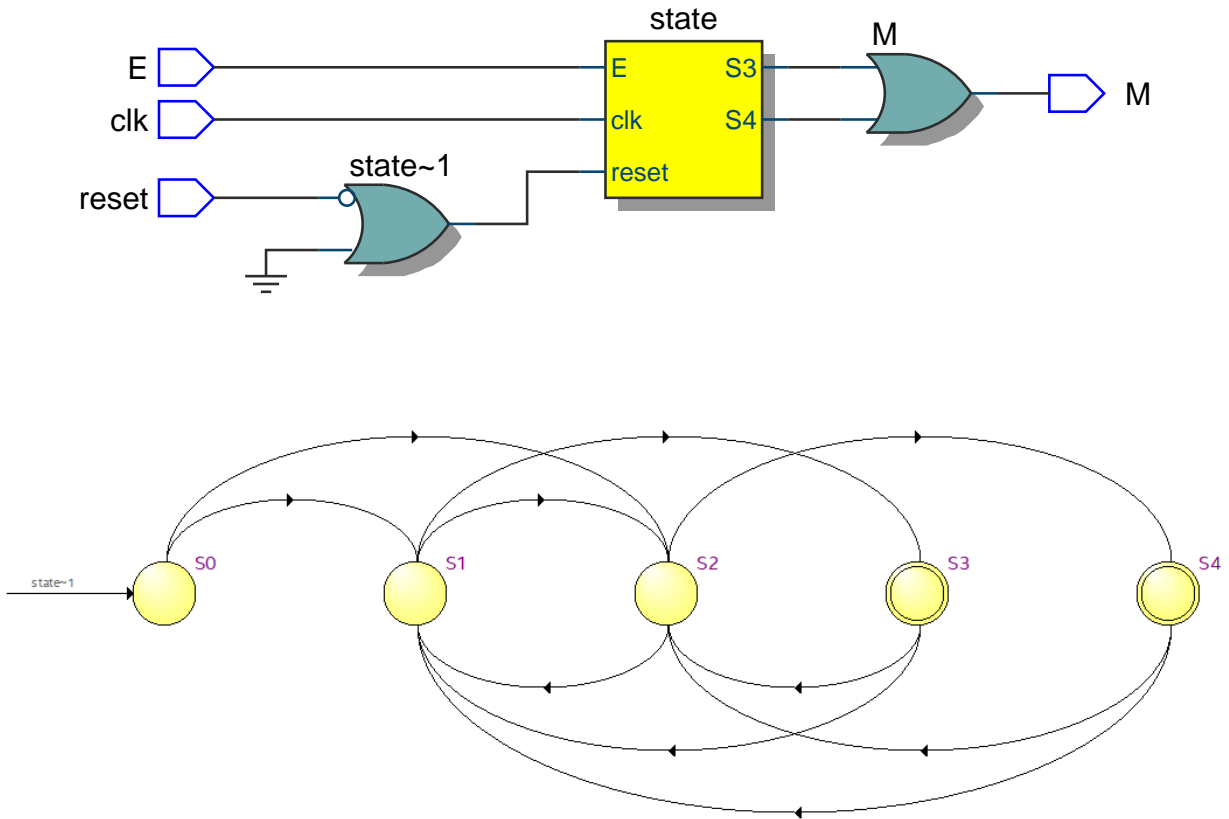 state
M
E
E
S3
M
clk
clk
S4
state~1
reset
reset
S0
S1
S2
S3
S4
state~1